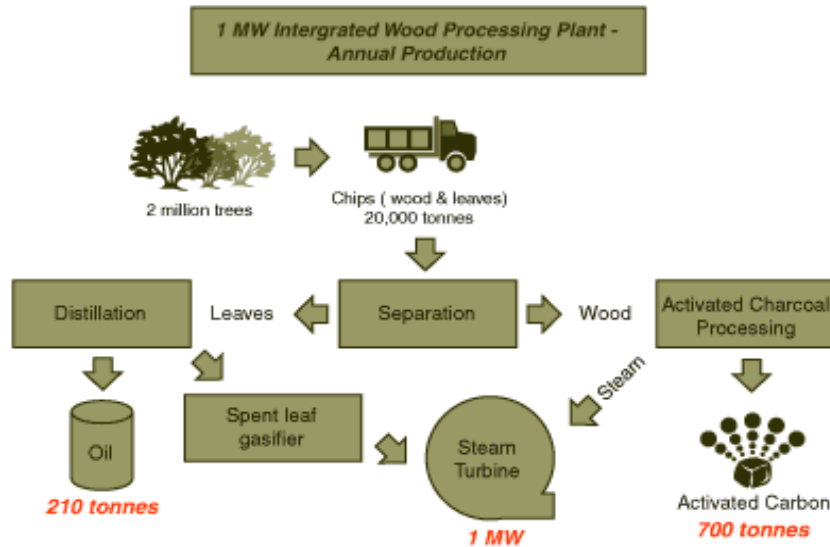 1 MW Intergrated Wood Processing Plant -
Annual Production
2 million trees
Chips ( wood & leaves)
20,000 tonnes
Distillation
Leaves
Separation
Wood
Activated Charcoal
Processing
Steam
Spent leaf
gasifier
Oil
Steam
Turbine
Activated Carbon
210 tonnes
1 MW
700 tonnes